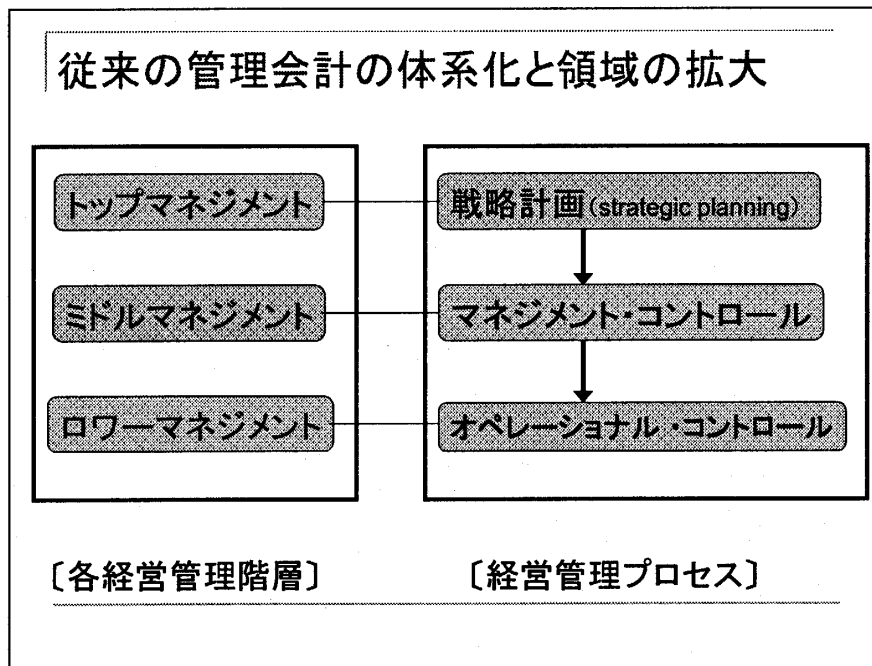 従来の管理会計の体系化と領域の拡大
トップマネジメント
戦略計画(strategic planning)
ミドルマネジメント
マネジメント・コントロール
ロワーマネジメント
オペレーショナル・コントロール
〔各経営管理階層〕
〔経営管理プロセス〕